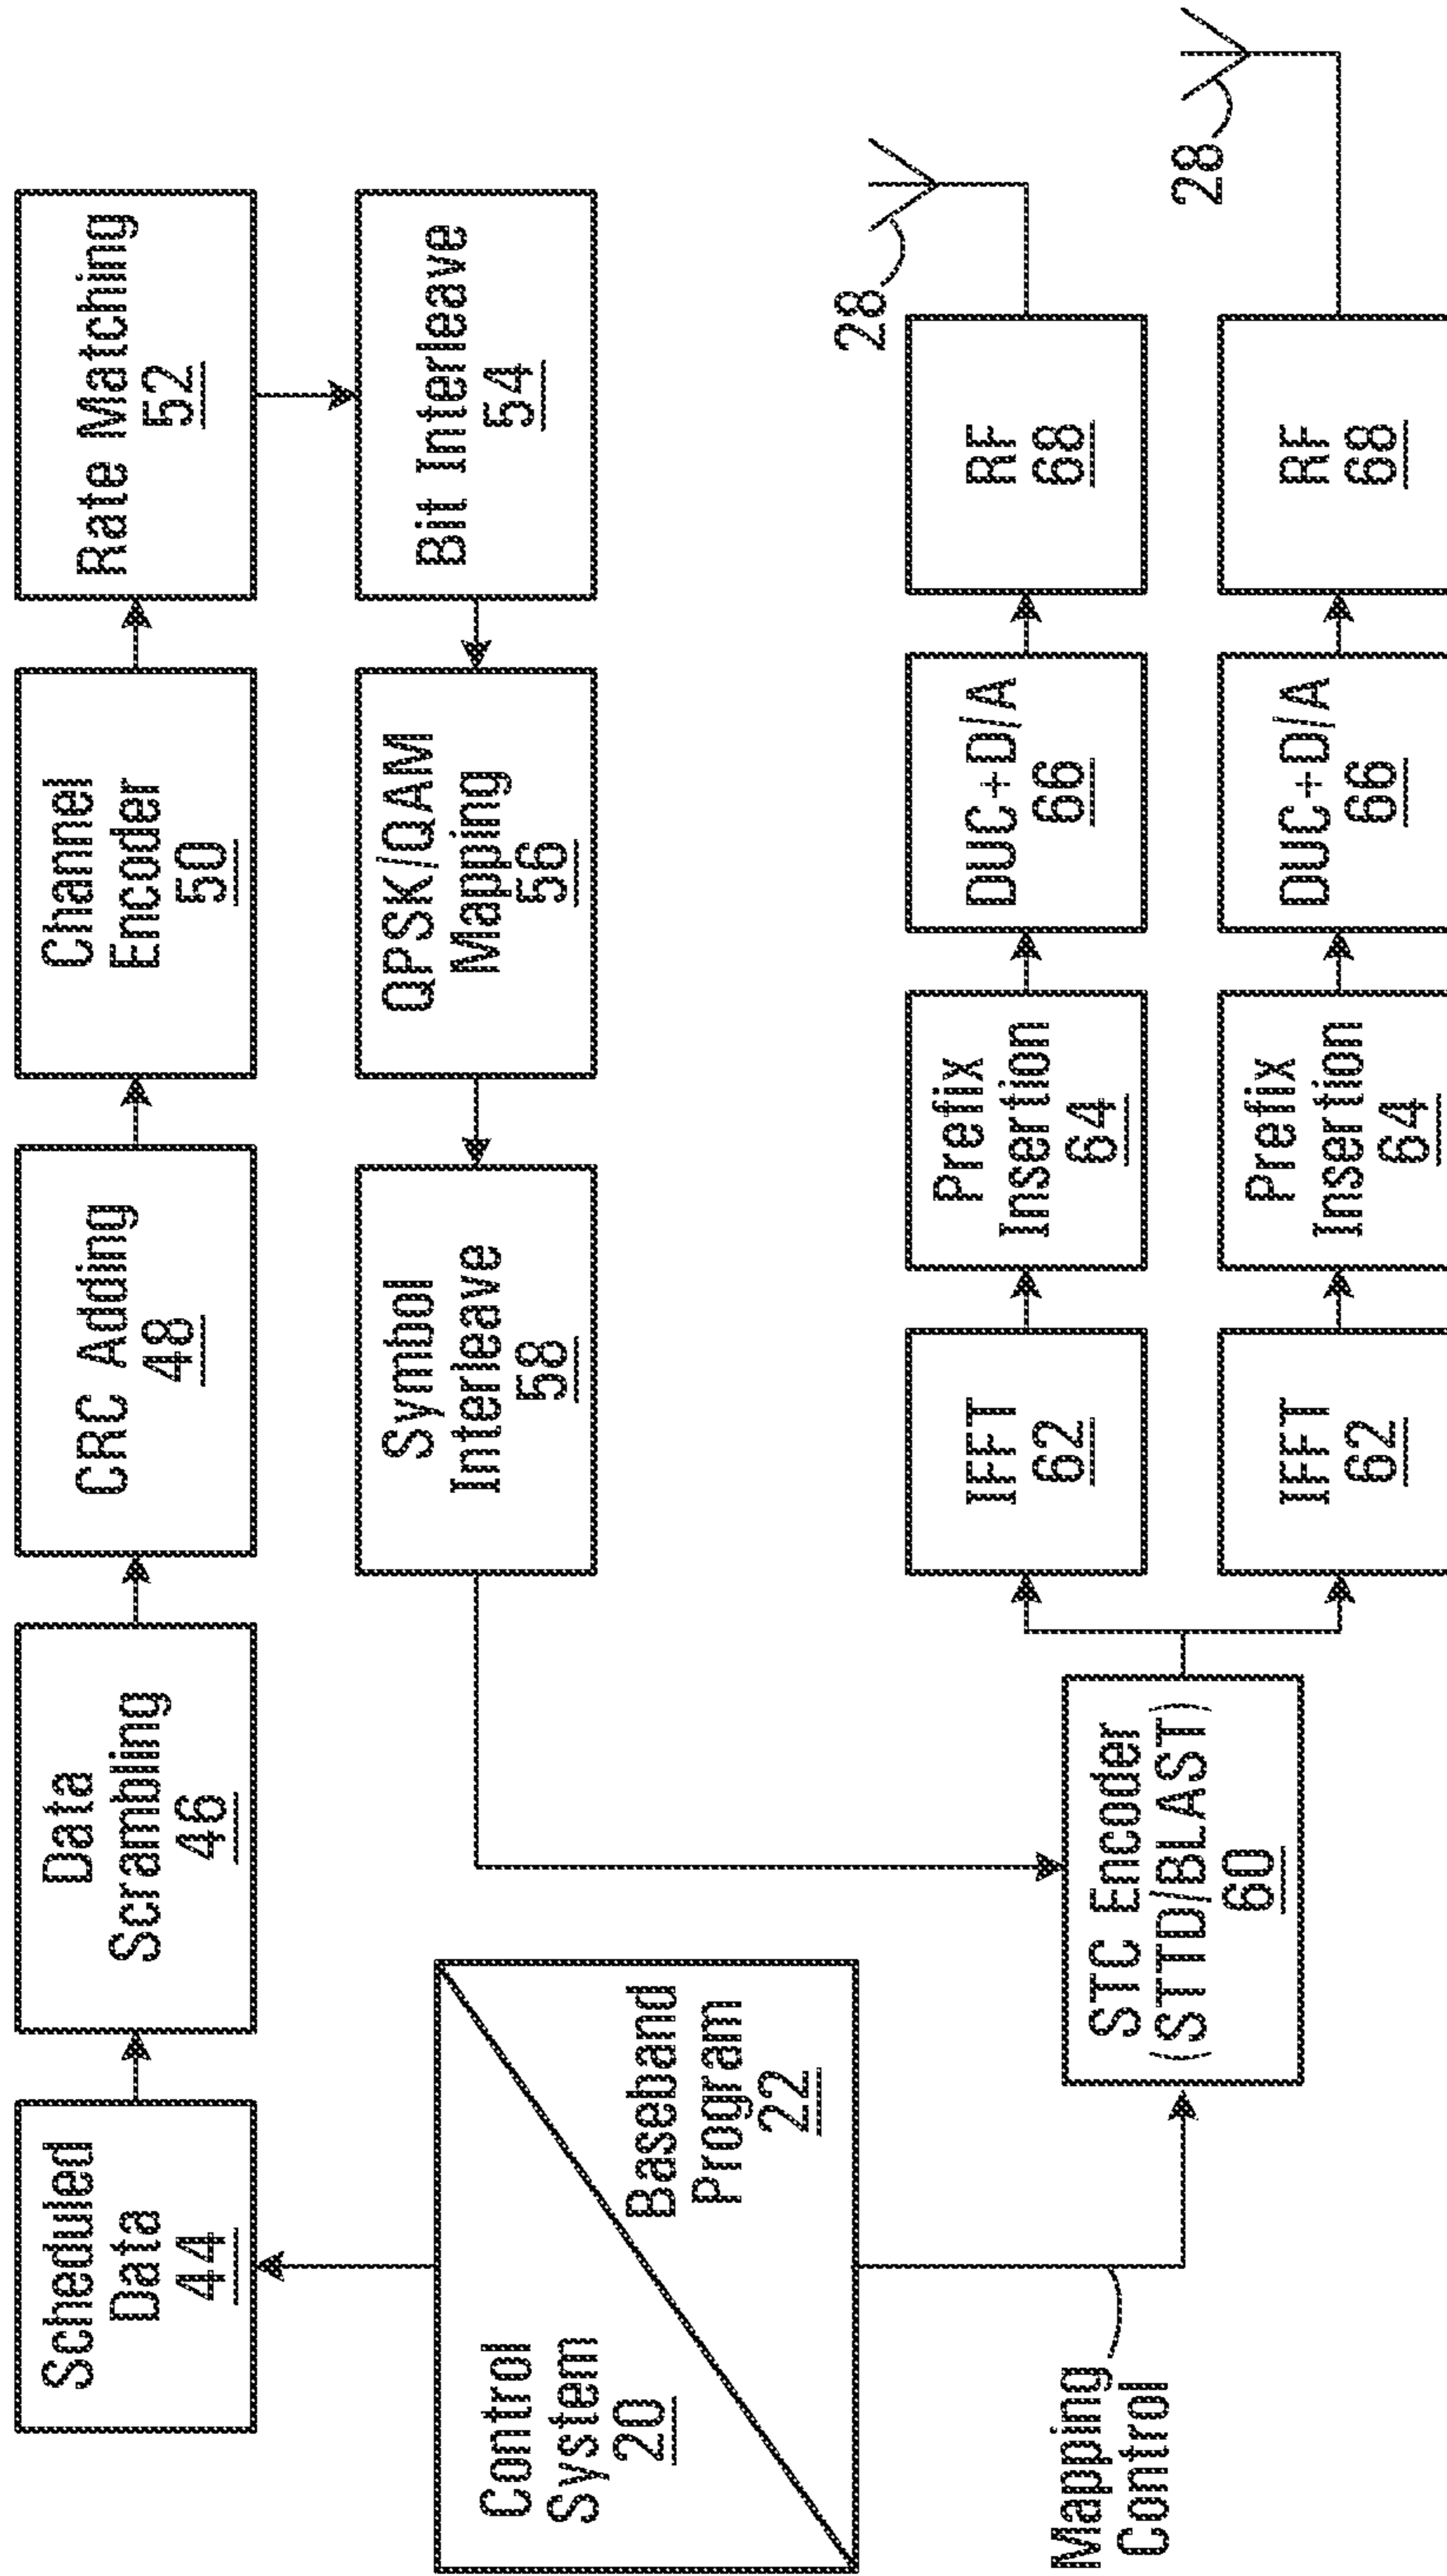 Scheduled
Data
44
Data
Scrambling
46
CRC Adding
48
Channel
Encoder
50
Rate Matching
52
Control
System
20
Baseband
Program
22
Symbol
Interleave
58
QPSK/QAM
Mapping
56
Bit Interleave
54
Mapping
Control
STC Encoder
(STTD/BLAST)
60
IFFT
62
Prefix
Insertion
64
DUC+D/A
66
RF
68
28
IFFT
62
Prefix
Insertion
64
DUC+D/A
66
RF
68
28